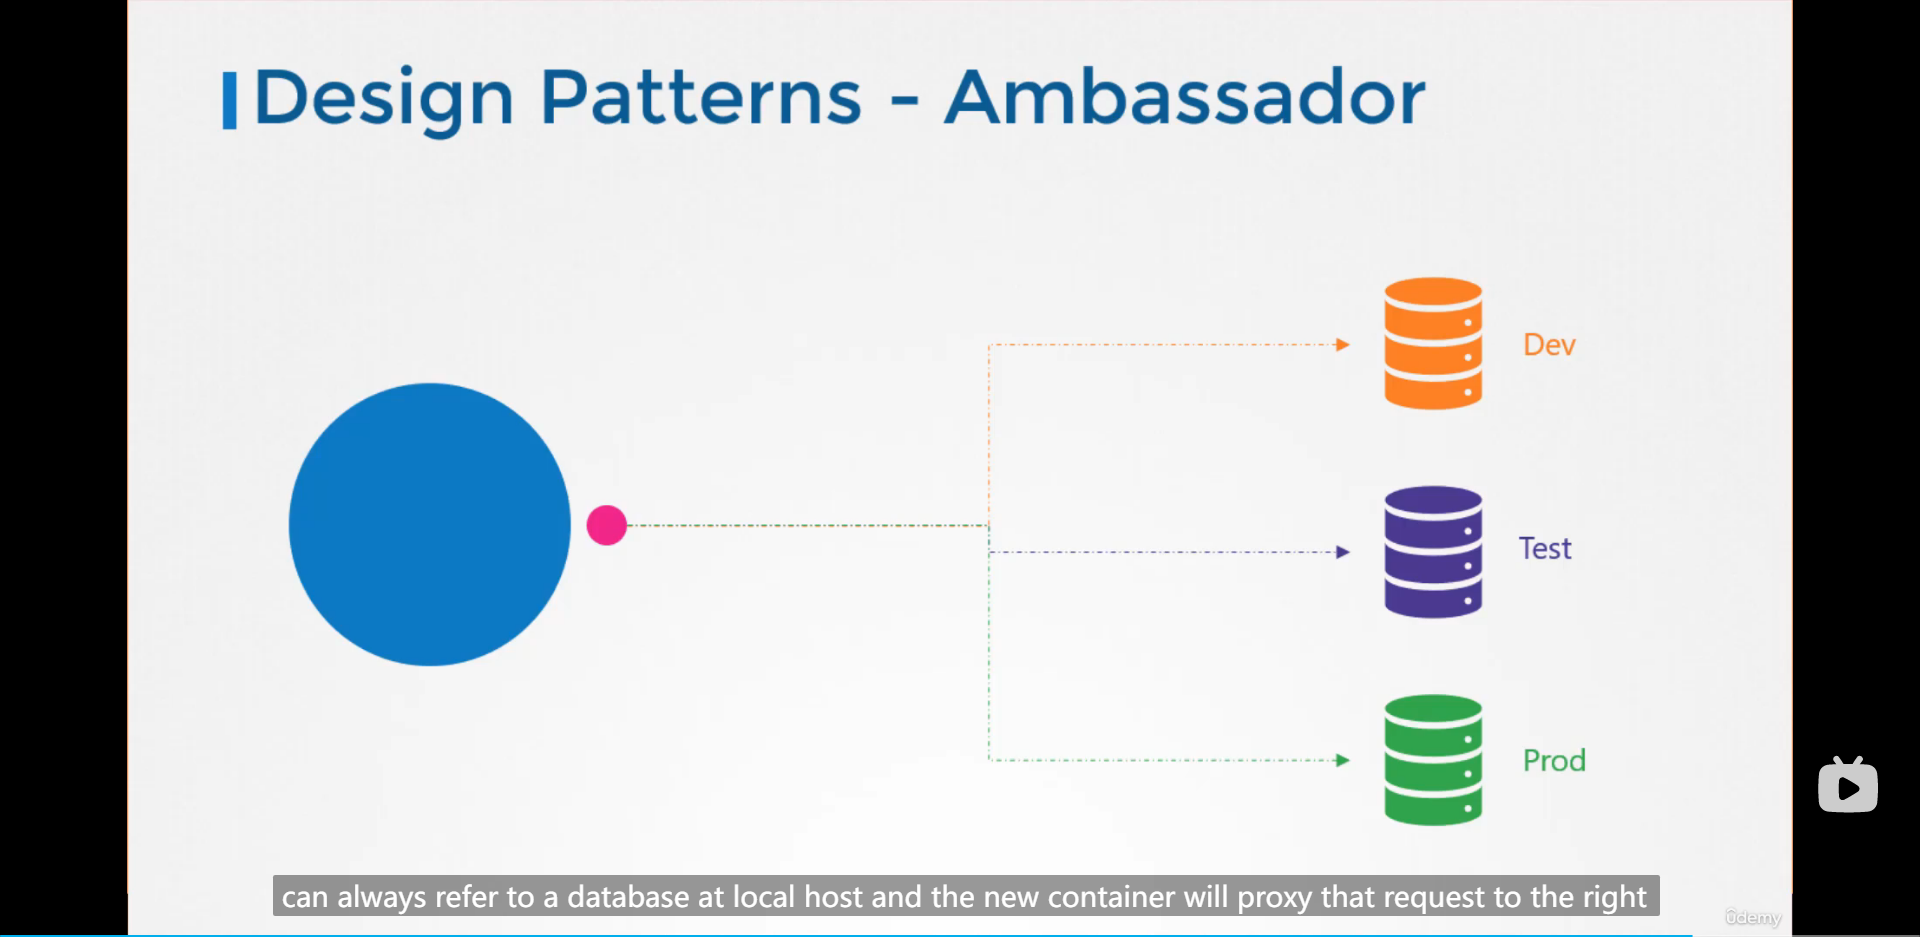 Design Patterns - Ambassador
Dev
Test
Prod
can always refer to a database at local host and the new container will proxy that request to the right
ûdemy